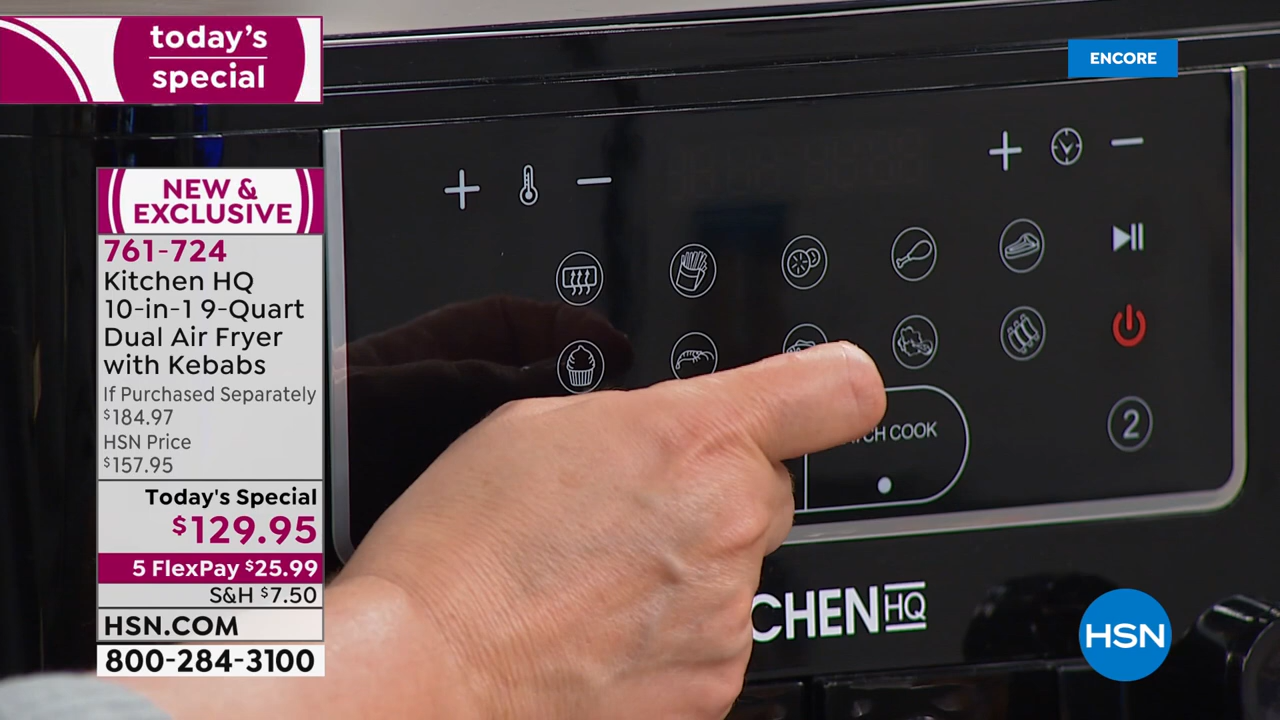 today's
special
ENCORE
NEW &
EXCLUSIVE
761-724
Kitchen HQ
10-in-1 9-Quart
Dual Air Fryer
with Kebabs
If Purchased Separately
$184.97
HSN Price
$157.95
Today's Special
$129.95
5 FlexPay $25.99
S&H $7.50
HSN.COM
800-284-3100
COOK
2
CHEN HQ
HSN